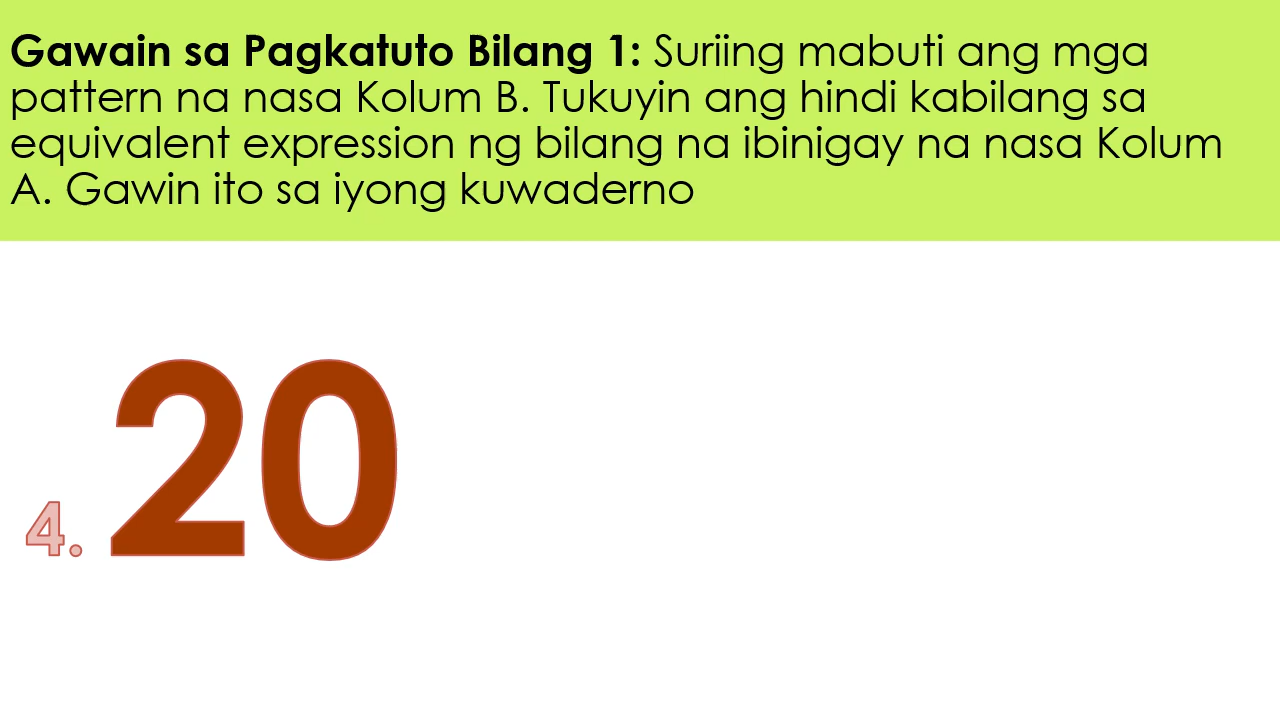 Gawain sa Pagkatuto Bilang 1: Suriing mabuti ang mga
pattern na nasa Kolum B. Tukuyin ang hindi kabilang sa
equivalent expression ng bilang na ibinigay na nasa Kolum
A. Gawin ito sa iyong kuwaderno
4. 20